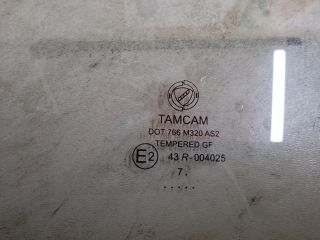 TAMCAM
DOT 766 M320 AS2
TEMPERED GF
E2 43 R-004025
7.
.....